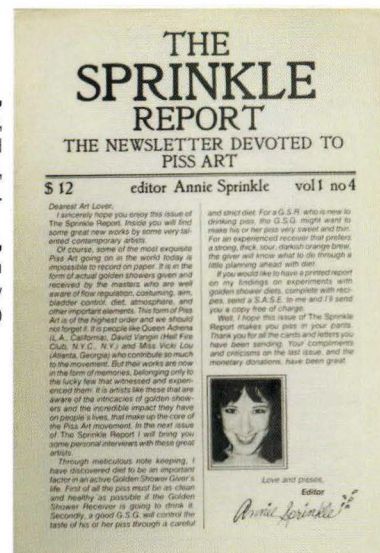 THE
SPRINKLE
REPORT
THE NEWSLETTER DEVOTED TO
PISS ART
$ 12 editor Annie Sprinkle vol 1 no 4
Dearest Art Lover,
I sincerely hope you enjoy this issue of
The Sprinkle Report. Inside you will find
some great new works by some very tal-
ented contemporary artists.
Of course, some of the most exquisite
Piss Art going on in the world today is
impossible to record on paper. It is in the
form of actual golden showers given and
received by the masters who are well
aware of flow regulation, costuming, aim,
bladder control, diet, atmosphere, and
other important elements. This form of Piss
Art is of the highest order and we should
not forget it. It is people like Queen Adrena
(L.A., California), David Vangin (Hell Fire
Club, N.Y.C., N.Y.) and Miss Vicki Lou
(Atlanta, Georgia) who contribute so much
to the movement. But their works are now
in the form of memories, belonging only to
the lucky few that witnessed and experi-
enced them. It is artists like these that are
aware of the intricacies of golden show-
ers and the incredible impact they have
on people's lives, that make up the core of
the Piss Art movement. In the next issue
of The Sprinkle Report I will bring you
some personal interviews with these great
artists.
Through meticulous note keeping, I
have discovered diet to be an important
factor in an active Golden Shower Giver's
life. First of all the piss must be as clean
and healthy as possible if the Golden
Shower Receiver is going to drink it.
Secondly, a good G.S.G. will control the
taste of his or her piss through a careful
and strict diet. For a G.S.R. who is new to
drinking piss, the G.S.G. might want to
make his or her piss very sweet and thin.
For an experienced receiver that prefers
a strong, thick, sour, darkish orange brew,
the giver will know what to do through a
little planning ahead with diet.
If you would like to have a printed report
on my findings on experiments with
golden shower diets, complete with reci-
pes, send a S.A.S.E. to me and I'll send
you a copy free of charge.
Well, I hope this issue of The Sprinkle
Report makes you piss in your pants.
Thank you for all the cards and letters you
have been sending. Your compliments
and criticisms on the last issue, and the
monetary donations, have been great.
Love and pisses,
Editor
Annie Sprinkle